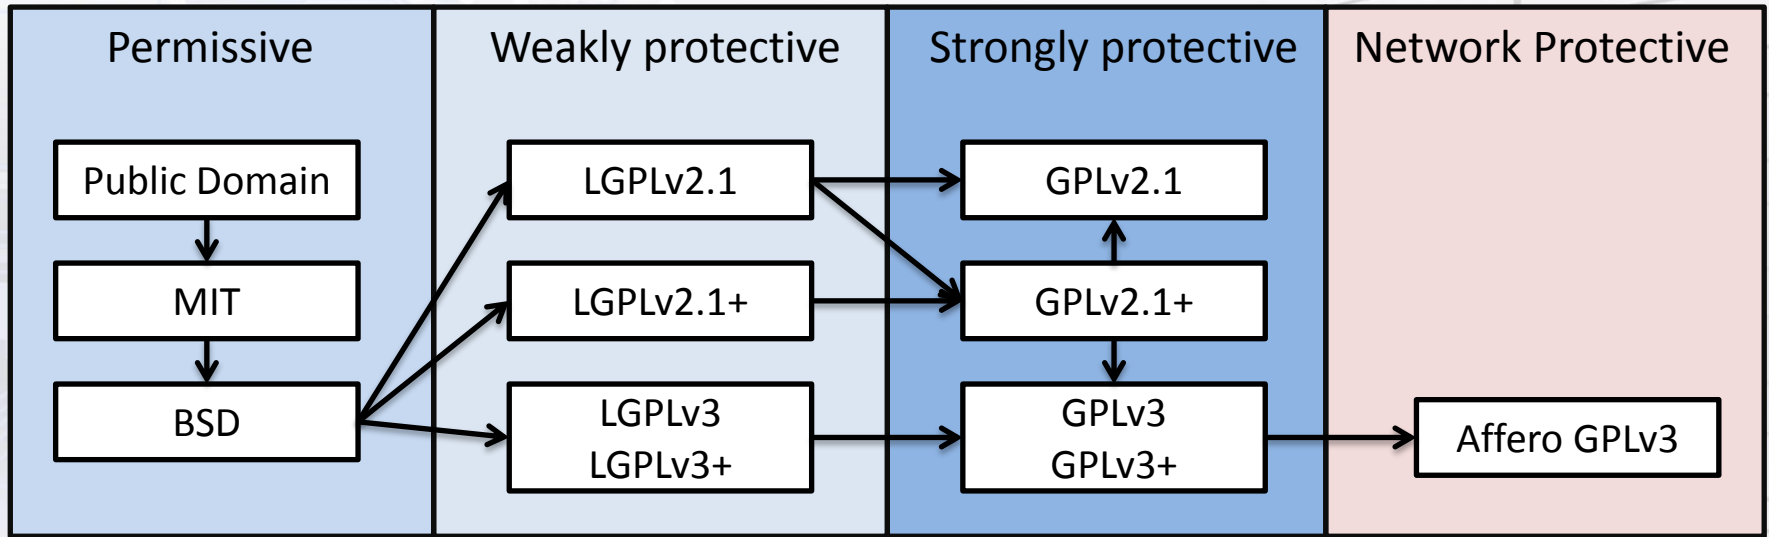 Permissive
Weakly protective
Strongly protective
Network Protective
Public Domain
MIT
BSD
LGPLv2.1
LGPLv2.1+
LGPLv3
LGPLv3+
GPLv2.1
GPLv2.1+
GPLv3
GPLv3+
Affero GPLv3